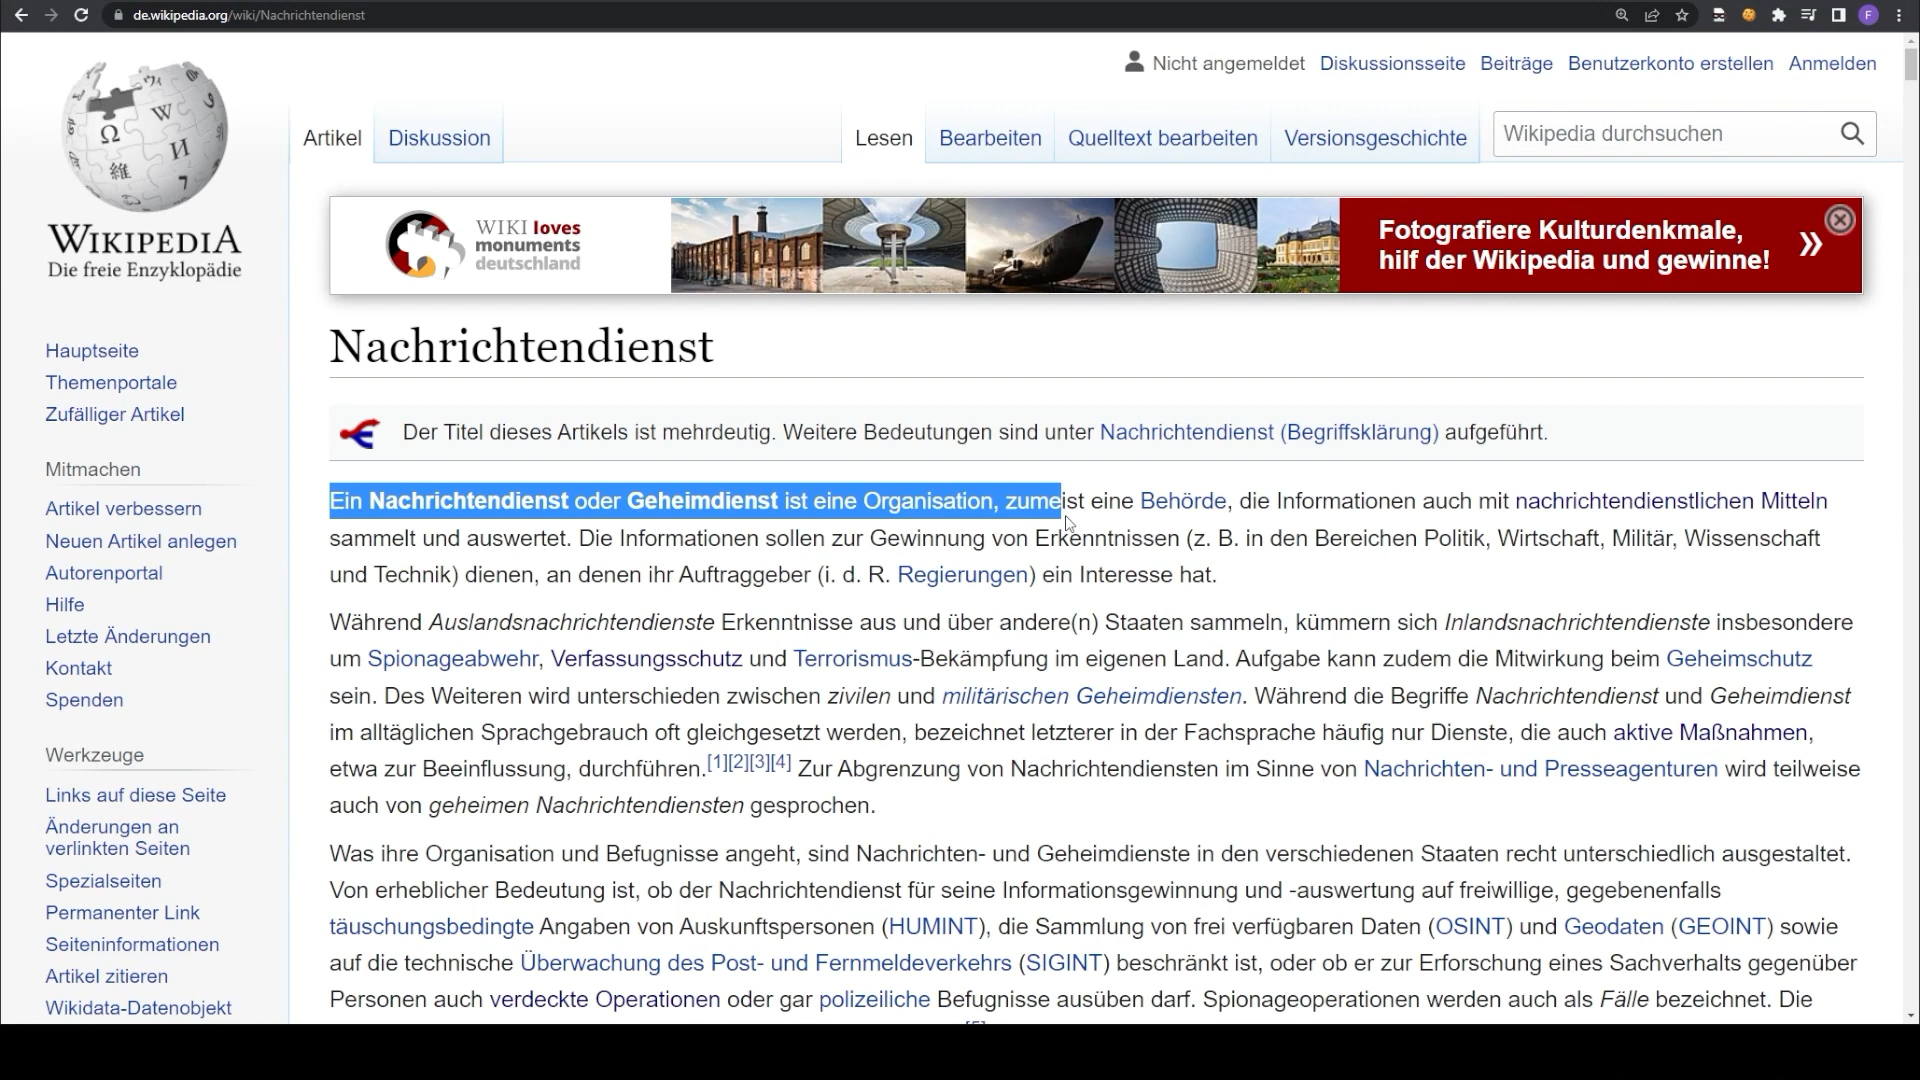 de.wikipedia.org/wiki/Nachrichtendienst
F
Nicht angemeldet Diskussionsseite Beiträge Benutzerkonto erstellen Anmelden
Artikel Diskussion Lesen Bearbeiten Quelltext bearbeiten Versionsgeschichte Wikipedia durchsuchen
WIKIPEDIA
Die freie Enzyklopädie
WIKI loves
monuments
deutschland
Fotografiere Kulturdenkmale,
hilf der Wikipedia und gewinne!
Hauptseite
Themenportale
Zufälliger Artikel
Mitmachen
Artikel verbessern
Neuen Artikel anlegen
Autorenportal
Hilfe
Letzte Änderungen
Kontakt
Spenden
Werkzeuge
Links auf diese Seite
Änderungen an
verlinkten Seiten
Spezialseiten
Permanenter Link
Seiteninformationen
Artikel zitieren
Wikidata-Datenobjekt
Nachrichtendienst
Der Titel dieses Artikels ist mehrdeutig. Weitere Bedeutungen sind unter Nachrichtendienst (Begriffsklärung) aufgeführt.
Ein Nachrichtendienst oder Geheimdienst ist eine Organisation, zumeist eine Behörde, die Informationen auch mit nachrichtendienstlichen Mitteln
sammelt und auswertet. Die Informationen sollen zur Gewinnung von Erkenntnissen (z. B. in den Bereichen Politik, Wirtschaft, Militär, Wissenschaft
und Technik) dienen, an denen ihr Auftraggeber (i. d. R. Regierungen) ein Interesse hat.
Während Auslandsnachrichtendienste Erkenntnisse aus und über andere(n) Staaten sammeln, kümmern sich Inlandsnachrichtendienste insbesondere
um Spionageabwehr, Verfassungsschutz und Terrorismus-Bekämpfung im eigenen Land. Aufgabe kann zudem die Mitwirkung beim Geheimschutz
sein. Des Weiteren wird unterschieden zwischen zivilen und militärischen Geheimdiensten. Während die Begriffe Nachrichtendienst und Geheimdienst
im alltäglichen Sprachgebrauch oft gleichgesetzt werden, bezeichnet letzterer in der Fachsprache häufig nur Dienste, die auch aktive Maßnahmen,
etwa zur Beeinflussung, durchführen.[1][2][3][4] Zur Abgrenzung von Nachrichtendiensten im Sinne von Nachrichten- und Presseagenturen wird teilweise
auch von geheimen Nachrichtendiensten gesprochen.
Was ihre Organisation und Befugnisse angeht, sind Nachrichten- und Geheimdienste in den verschiedenen Staaten recht unterschiedlich ausgestaltet.
Von erheblicher Bedeutung ist, ob der Nachrichtendienst für seine Informationsgewinnung und -auswertung auf freiwillige, gegebenenfalls
täuschungsbedingte Angaben von Auskunftspersonen (HUMINT), die Sammlung von frei verfügbaren Daten (OSINT) und Geodaten (GEOINT) sowie
auf die technische Überwachung des Post- und Fernmeldeverkehrs (SIGINT) beschränkt ist, oder ob er zur Erforschung eines Sachverhalts gegenüber
Personen auch verdeckte Operationen oder gar polizeiliche Befugnisse ausüben darf. Spionageoperationen werden auch als Fälle bezeichnet. Die